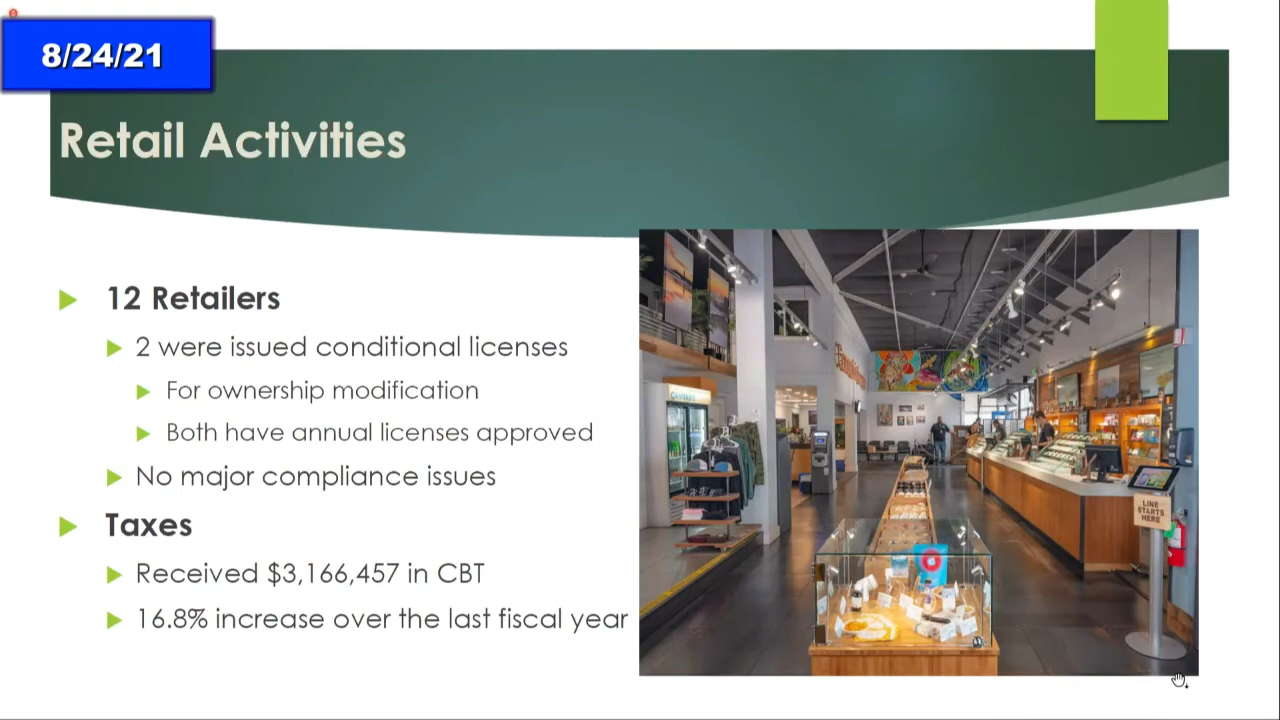 8/24/21
Retail Activities
12 Retailers
2 were issued conditional licenses
For ownership modification
Both have annual licenses approved
No major compliance issues
Taxes
Received $3,166,457 in CBT
16.8% increase over the last fiscal year
CANNABIS
LINE
STARTS
HERE